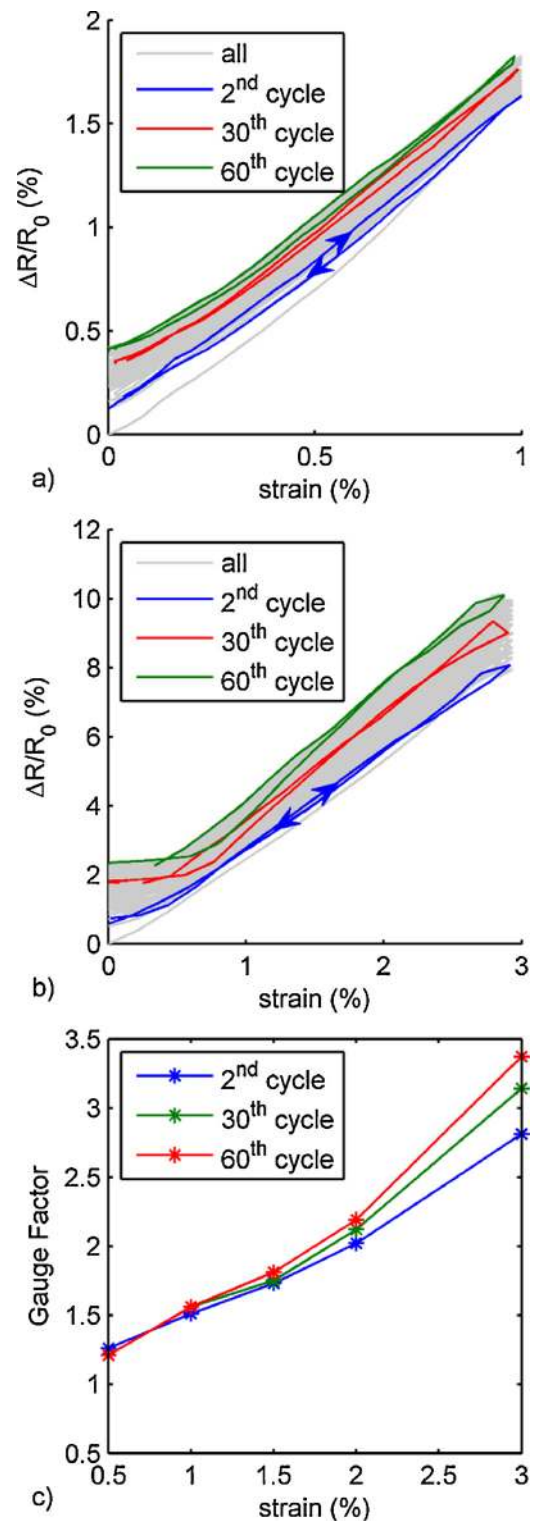 2
1.5
1
0.5
0
ΔR/R₀ (%)
all
2ⁿᵈ cycle
30ᵗʰ cycle
60ᵗʰ cycle
0 0.5 1
strain (%)
a)
12
10
8
6
4
2
0
ΔR/R₀ (%)
all
2ⁿᵈ cycle
30ᵗʰ cycle
60ᵗʰ cycle
0 1 2 3
strain (%)
b)
3.5
3
2.5
2
1.5
1
0.5
Gauge Factor
2ⁿᵈ cycle
30ᵗʰ cycle
60ᵗʰ cycle
0.5 1 1.5 2 2.5 3
strain (%)
c)